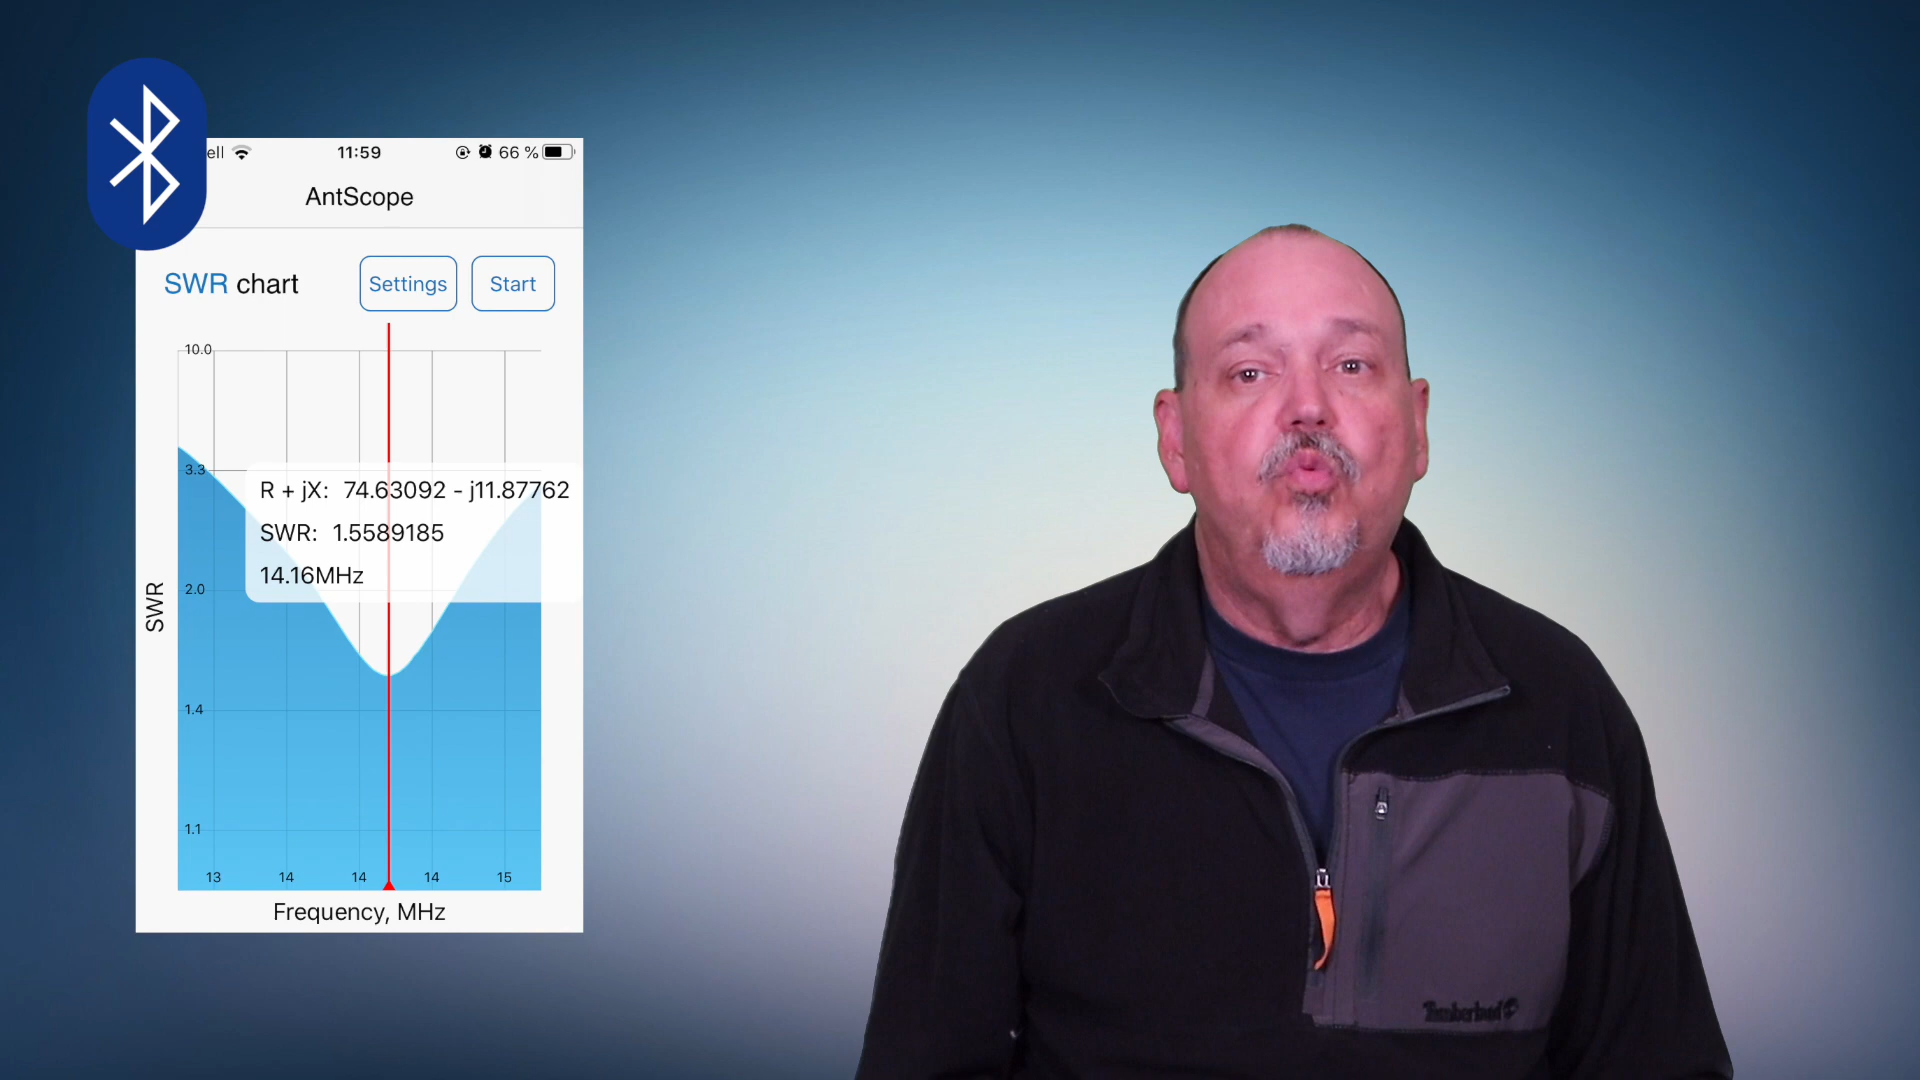 ell 11:59 66 %
AntScope
SWR chart Settings Start
10.0
3.3
R + jX: 74.63092 - j11.87762
SWR: 1.5589185
14.16MHz
2.0
SWR
1.4
1.1
13 14 14 14 15
Frequency, MHz
Timberland